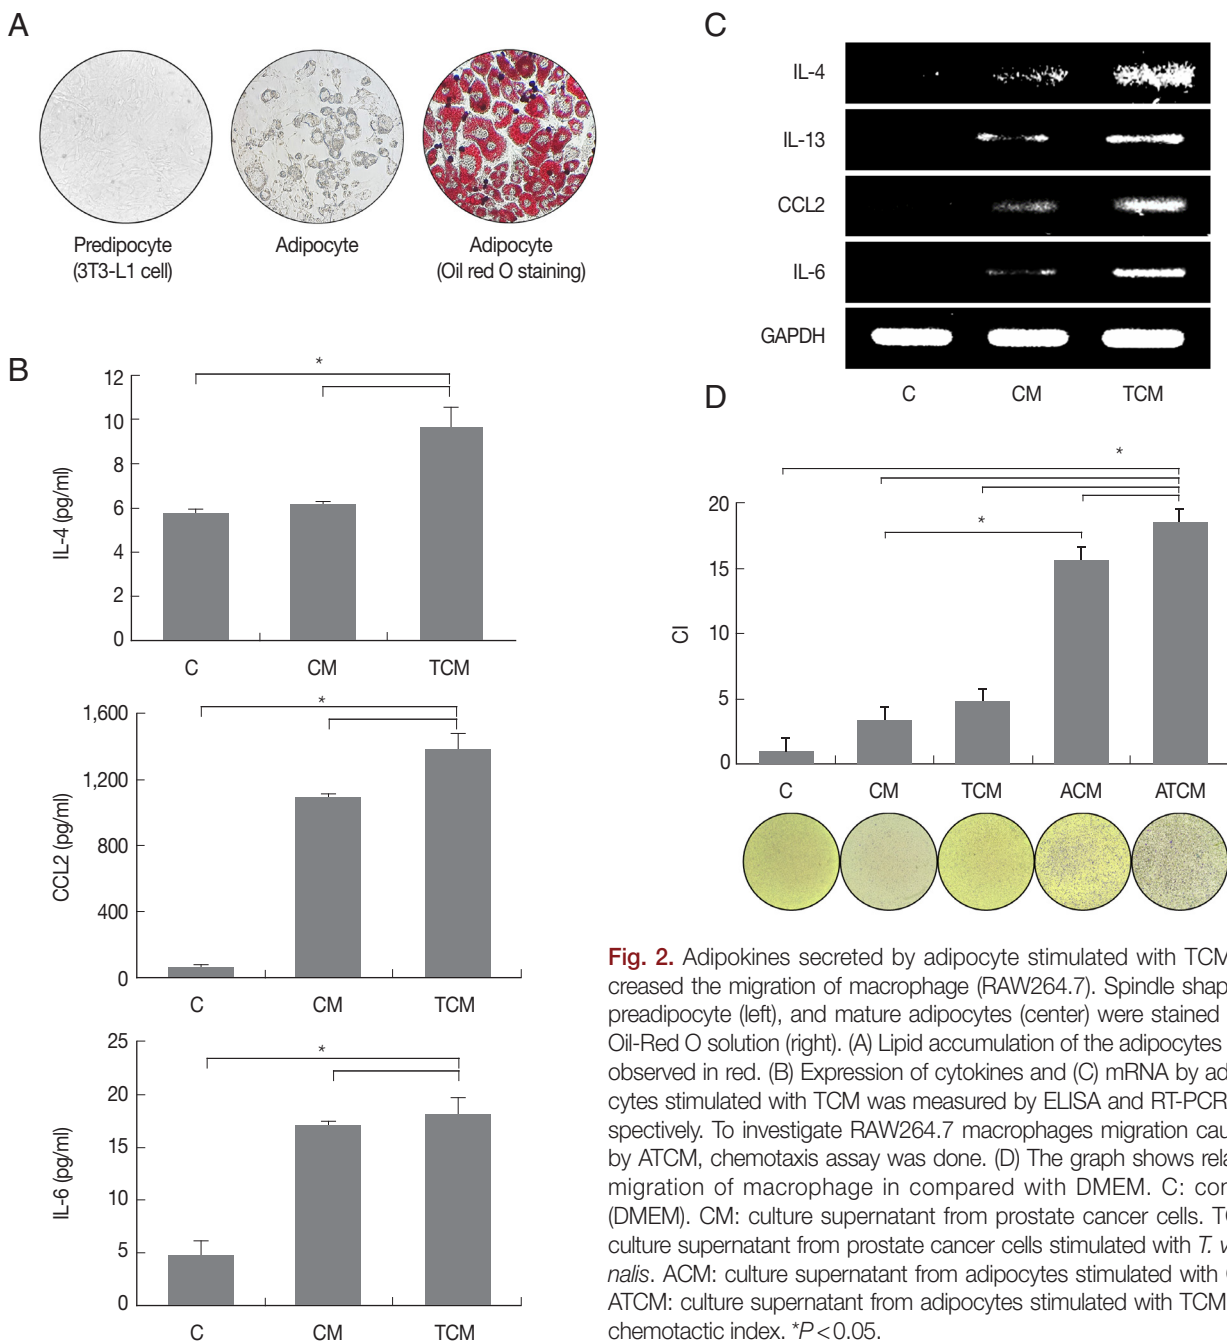 A
Predipocyte
(3T3-L1 cell)
Adipocyte
Adipocyte
(Oil red O staining)
B
IL-4 (pg/ml)
12
10
8
6
4
2
0
*
C CM TCM
CCL2 (pg/ml)
1,600
1,200
800
400
0
*
C CM TCM
IL-6 (pg/ml)
25
20
15
10
5
0
*
C CM TCM
C
IL-4
IL-13
CCL2
IL-6
GAPDH
C CM TCM
D
*
*
CI
20
15
10
5
0
C CM TCM ACM ATCM
Fig. 2. Adipokines secreted by adipocyte stimulated with TCM
creased the migration of macrophage (RAW264.7). Spindle shap
preadipocyte (left), and mature adipocytes (center) were stained
Oil-Red O solution (right). (A) Lipid accumulation of the adipocytes
observed in red. (B) Expression of cytokines and (C) mRNA by ad
cytes stimulated with TCM was measured by ELISA and RT-PCR
spectively. To investigate RAW264.7 macrophages migration cau
by ATCM, chemotaxis assay was done. (D) The graph shows rela
migration of macrophage in compared with DMEM. C: con
(DMEM). CM: culture supernatant from prostate cancer cells. TC
culture supernatant from prostate cancer cells stimulated with T. v
nalis. ACM: culture supernatant from adipocytes stimulated with
ATCM: culture supernatant from adipocytes stimulated with TCM
chemotactic index. *P<0.05.